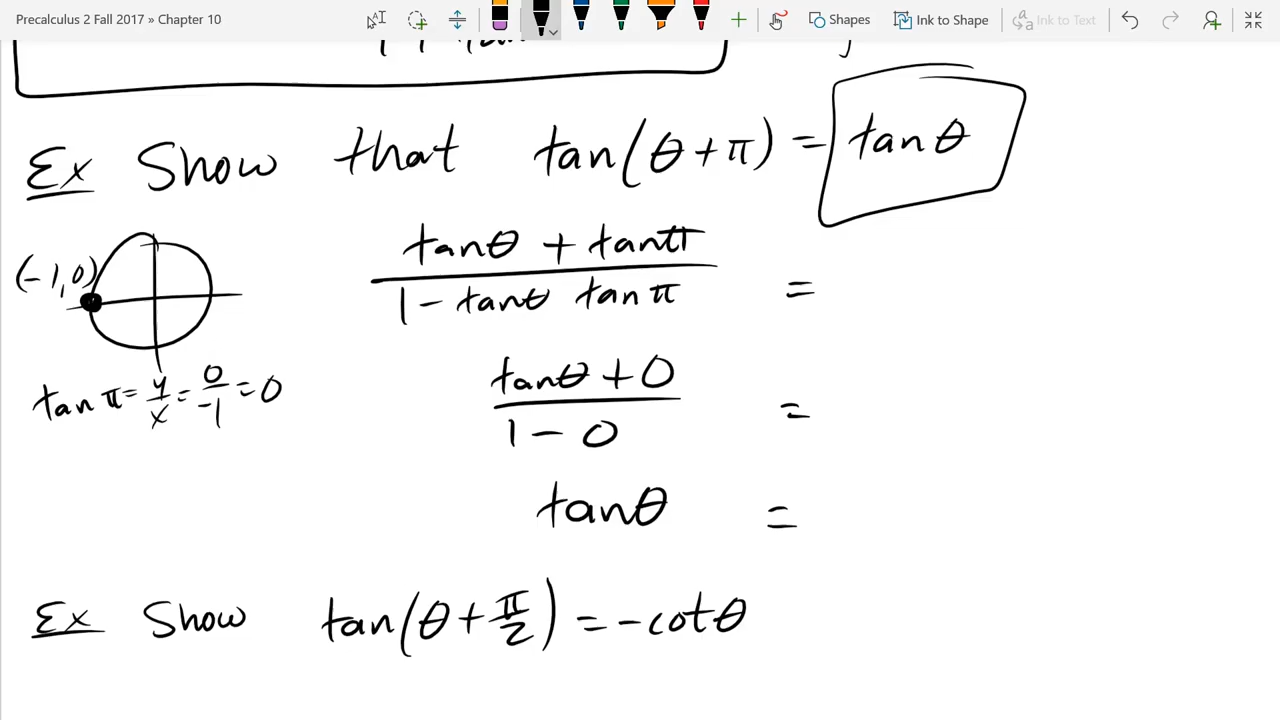 Precalculus 2 Fall 2017 » Chapter 10
Shapes
Ink to Shape
Ink to Text
Ex Show that tan(θ+π) = tanθ
(-1,0)
tanθ + tanπ / 1 - tanθ tanπ =
tan π = y/x = 0/-1 = 0
tanθ + 0 / 1 - 0 =
tanθ =
Ex Show tan(θ + π/2) = -cotθ